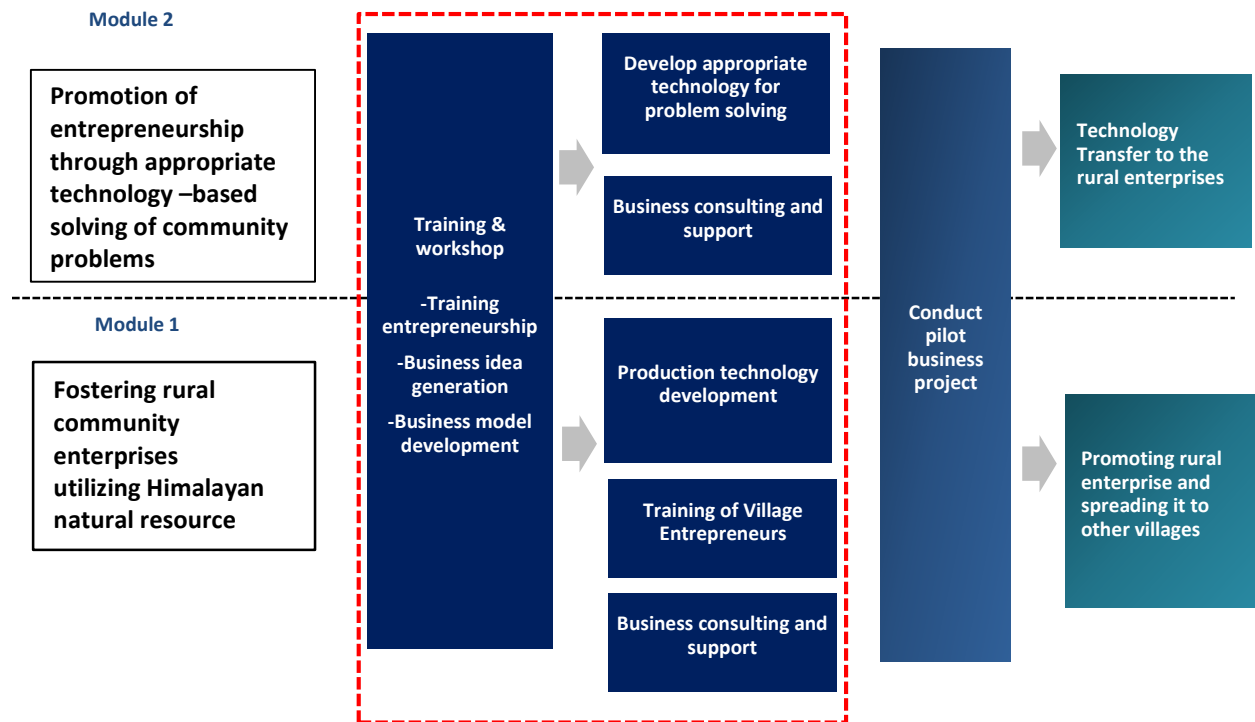 Module 2
Promotion of
entrepreneurship
through appropriate
technology –based
solving of community
problems
Module 1
Fostering rural
community
enterprises
utilizing Himalayan
natural resource
Training &
workshop
-Training
entrepreneurship
-Business idea
generation
-Business model
development
Develop appropriate
technology for
problem solving
Business consulting and
support
Production technology
development
Training of Village
Entrepreneurs
Business consulting and
support
Conduct
pilot
business
project
Technology
Transfer to the
rural enterprises
Promoting rural
enterprise and
spreading it to
other villages